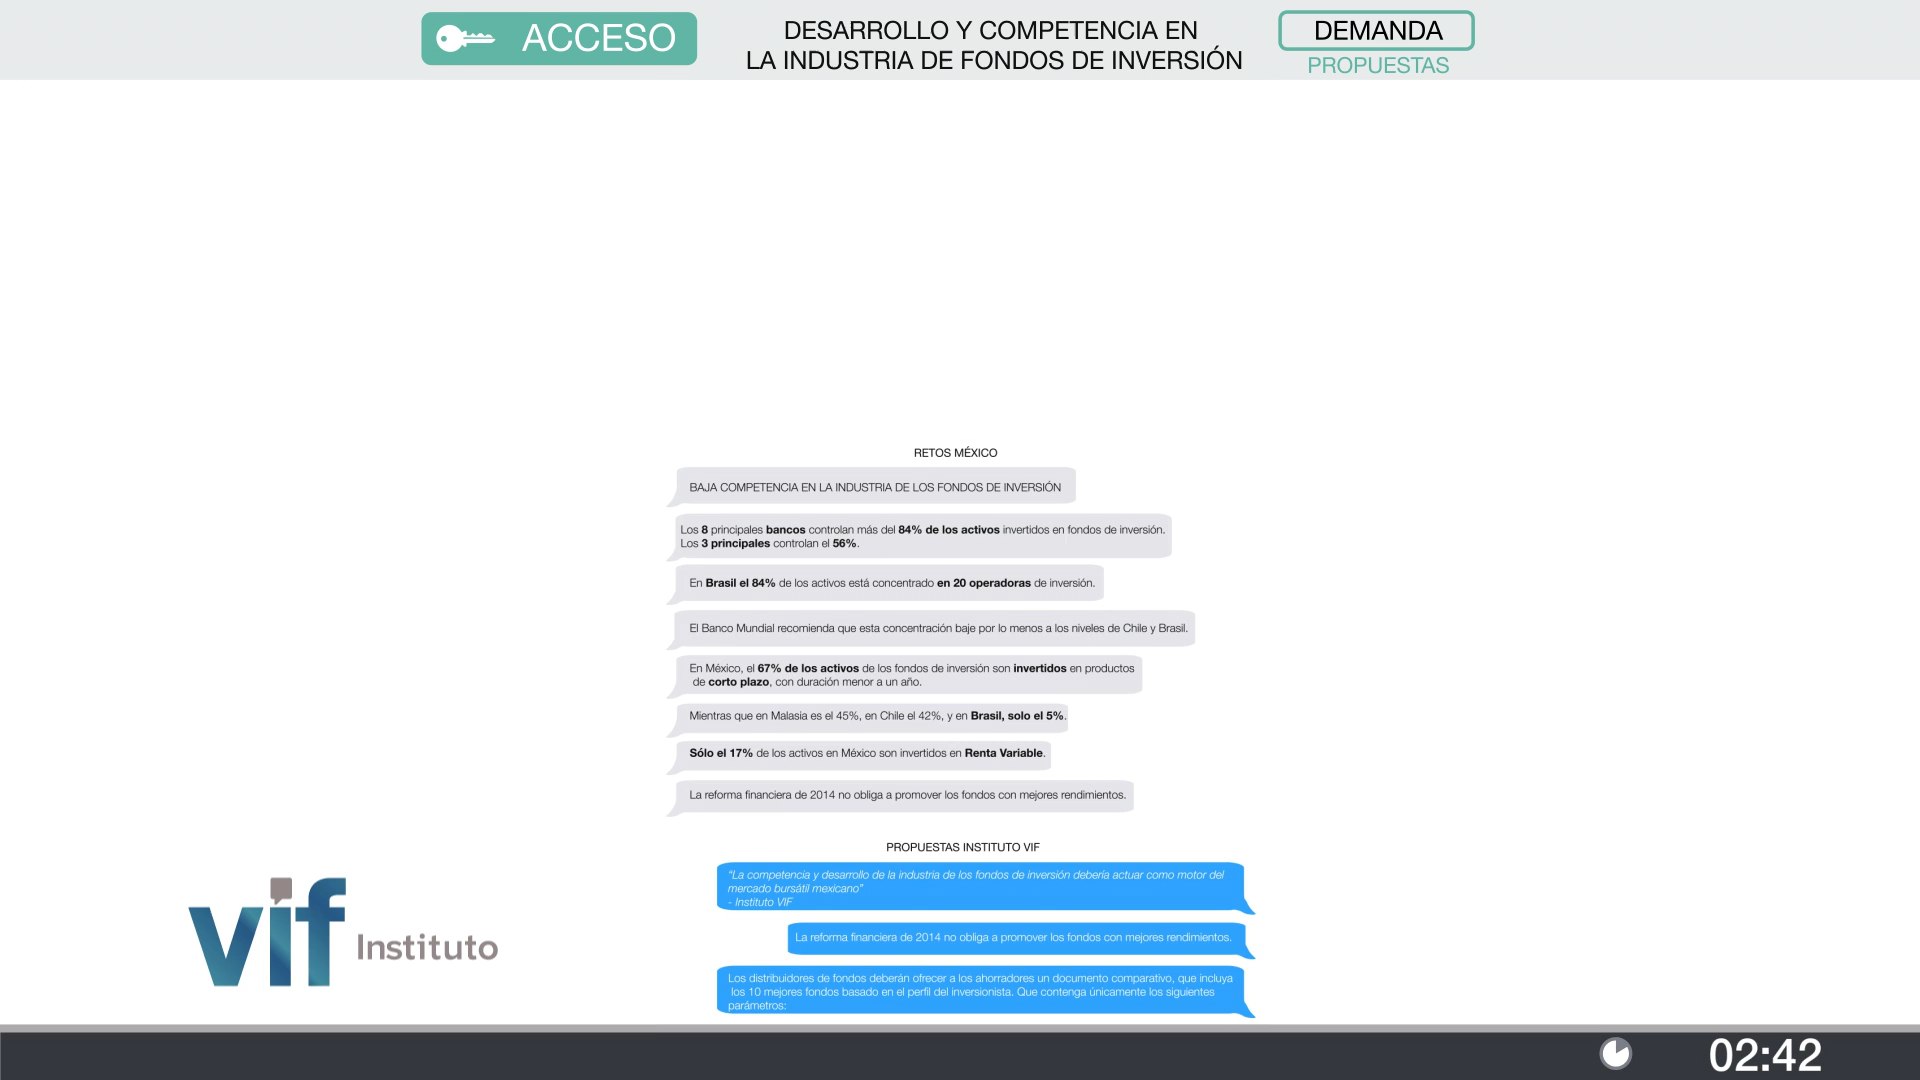 ACCESO
DESARROLLO Y COMPETENCIA EN
LA INDUSTRIA DE FONDOS DE INVERSIÓN
DEMANDA
PROPUESTAS
RETOS MÉXICO
BAJA COMPETENCIA EN LA INDUSTRIA DE LOS FONDOS DE INVERSIÓN
Los 8 principales bancos controlan más del 84% de los activos invertidos en fondos de inversión.
Los 3 principales controlan el 56%.
En Brasil el 84% de los activos está concentrado en 20 operadoras de inversión.
El Banco Mundial recomienda que esta concentración baje por lo menos a los niveles de Chile y Brasil.
En México, el 67% de los activos de los fondos de inversión son invertidos en productos
de corto plazo, con duración menor a un año.
Mientras que en Malasia es el 45%, en Chile el 42%, y en Brasil, solo el 5%.
Sólo el 17% de los activos en México son invertidos en Renta Variable.
La reforma financiera de 2014 no obliga a promover los fondos con mejores rendimientos.
PROPUESTAS INSTITUTO VIF
"La competencia y desarrollo de la industria de los fondos de inversión debería actuar como motor del
mercado bursátil mexicano"
- Instituto VIF
La reforma financiera de 2014 no obliga a promover los fondos con mejores rendimientos.
Los distribuidores de fondos deberán ofrecer a los ahorradores un documento comparativo, que incluya
los 10 mejores fondos basado en el perfil del inversionista. Que contenga únicamente los siguientes
parámetros:
vif Instituto
02:42